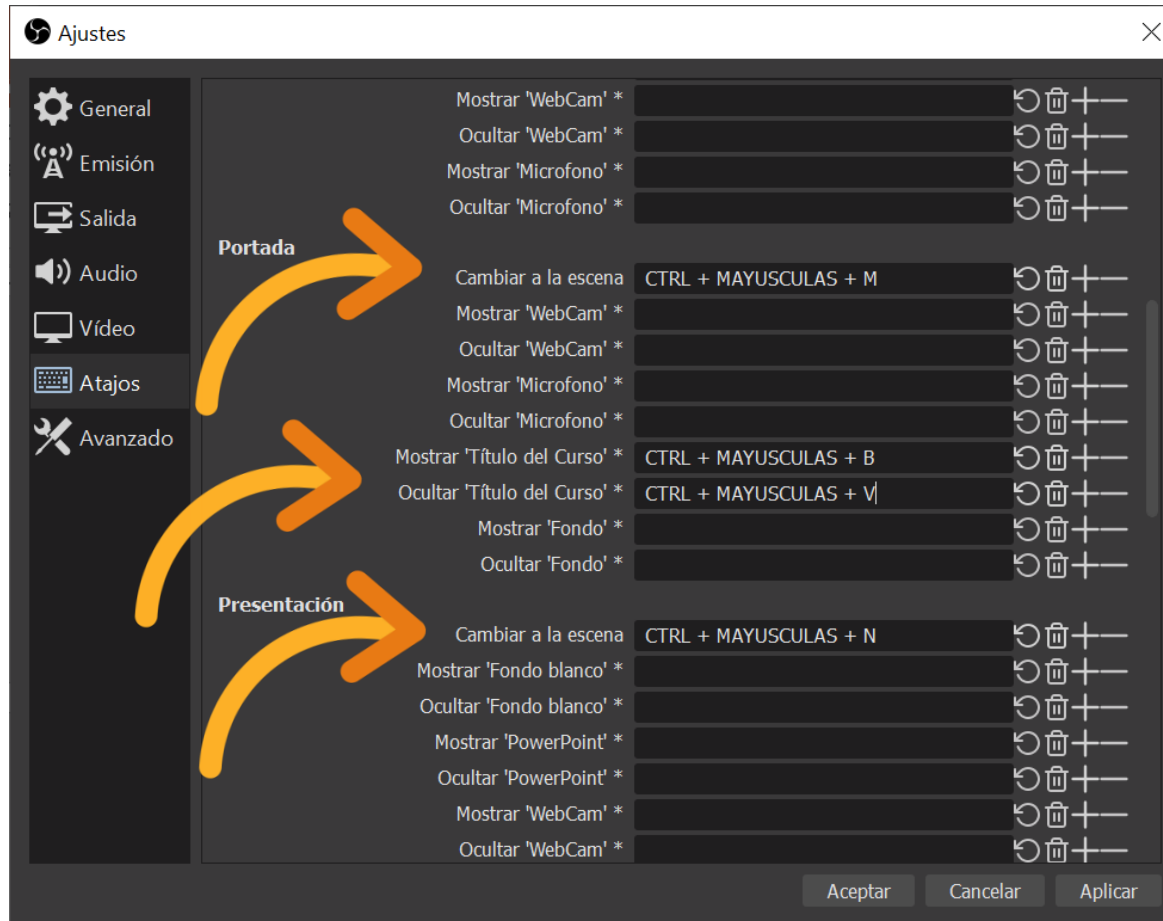 Ajustes
General
Emisión
Salida
Audio
Vídeo
Atajos
Avanzado
Mostrar 'WebCam' *
Ocultar 'WebCam' *
Mostrar 'Microfono' *
Ocultar 'Microfono' *
Portada
Cambiar a la escena CTRL + MAYUSCULAS + M
Mostrar 'WebCam' *
Ocultar 'WebCam' *
Mostrar 'Microfono' *
Ocultar 'Microfono' *
Mostrar 'Título del Curso' * CTRL + MAYUSCULAS + B
Ocultar 'Título del Curso' * CTRL + MAYUSCULAS + V
Mostrar 'Fondo' *
Ocultar 'Fondo' *
Presentación
Cambiar a la escena CTRL + MAYUSCULAS + N
Mostrar 'Fondo blanco' *
Ocultar 'Fondo blanco' *
Mostrar 'PowerPoint' *
Ocultar 'PowerPoint' *
Mostrar 'WebCam' *
Ocultar 'WebCam' *
Aceptar Cancelar Aplicar